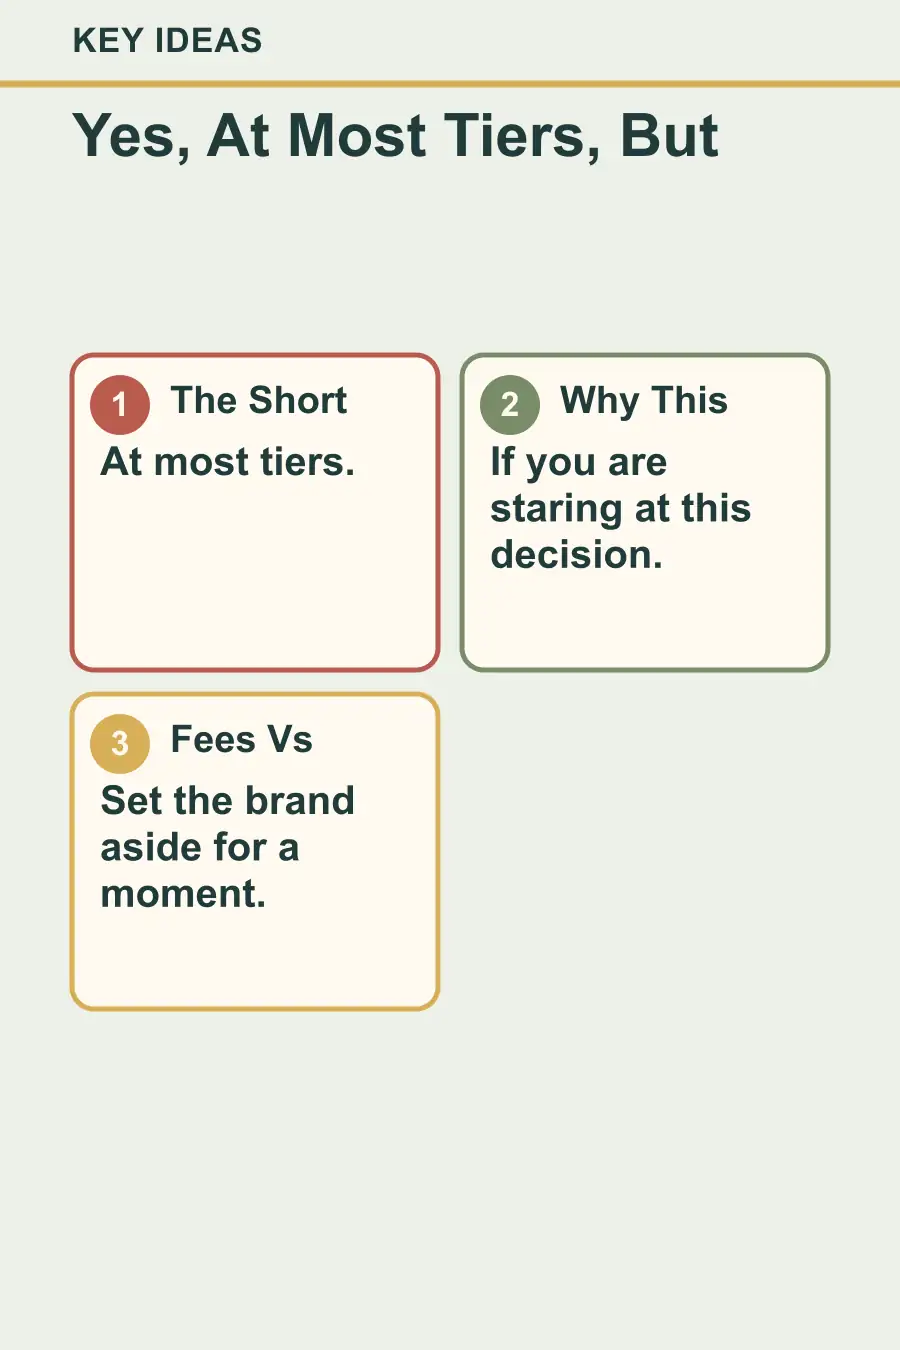 KEY IDEAS
Yes, At Most Tiers, But
1 The Short
At most tiers.
2 Why This
If you are
staring at this
decision.
3 Fees Vs
Set the brand
aside for a
moment.